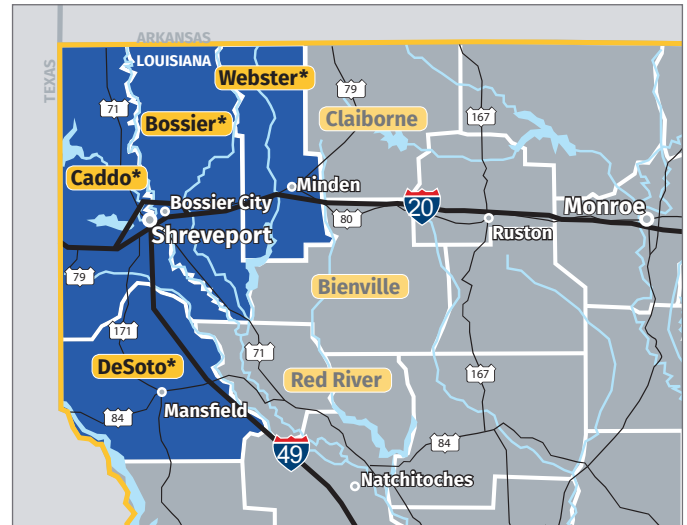 ARKANSAS
LOUISIANA
TEXAS
Webster*
79
71
Claiborne
167
Bossier*
Caddo*
Minden
Bossier City
20
Monroe
80
Shreveport
Ruston
79
Bienville
171
71
DeSoto*
Red River
167
Mansfield
84
84
49
Natchitoches